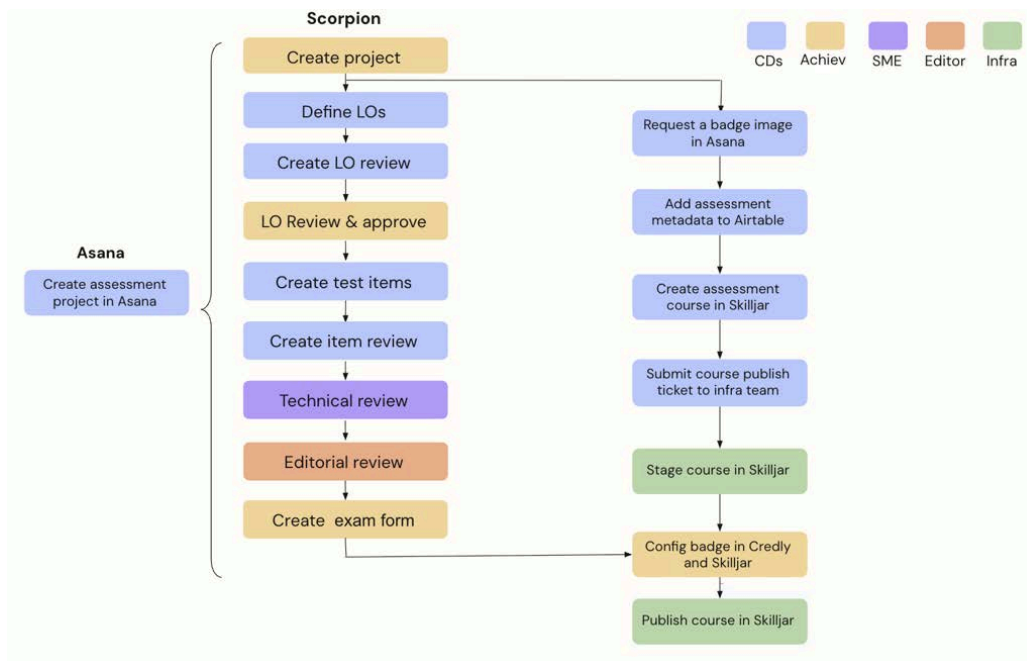 Scorpion
CDs
Achiev
SME
Editor
Infra
Create project
Define LOs
Create LO review
LO Review & approve
Create test items
Create item review
Technical review
Editorial review
Create exam form
Asana
Create assessment
project in Asana
Request a badge image
in Asana
Add assessment
metadata to Airtable
Create assessment
course in Skilljar
Submit course publish
ticket to infra team
Stage course in Skilljar
Config badge in Credly
and Skilljar
Publish course in Skilljar